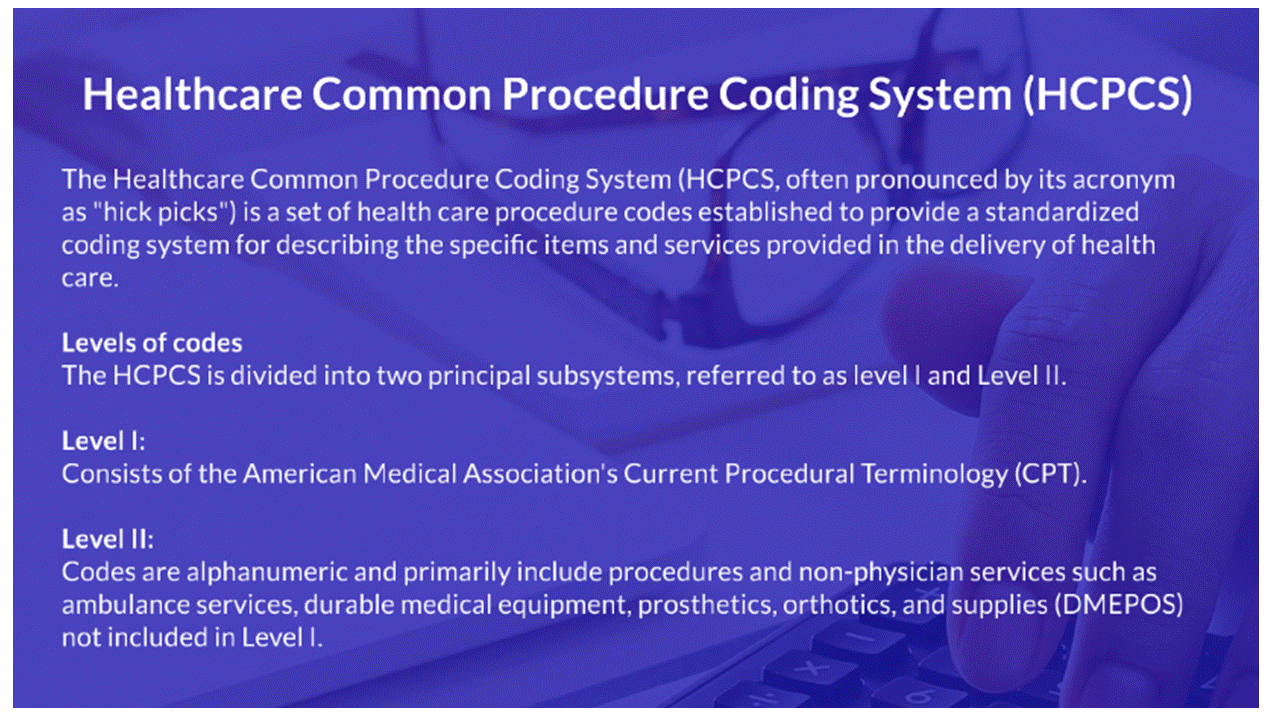 Healthcare Common Procedure Coding System (HCPCS)
The Healthcare Common Procedure Coding System (HCPCS, often pronounced by its acronym
as "hick picks") is a set of health care procedure codes established to provide a standardized
coding system for describing the specific items and services provided in the delivery of health
care.
Levels of codes
The HCPCS is divided into two principal subsystems, referred to as level I and Level II.
Level I:
Consists of the American Medical Association's Current Procedural Terminology (CPT).
Level II:
Codes are alphanumeric and primarily include procedures and non-physician services such as
ambulance services, durable medical equipment, prosthetics, orthotics, and supplies (DMEPOS)
not included in Level I.